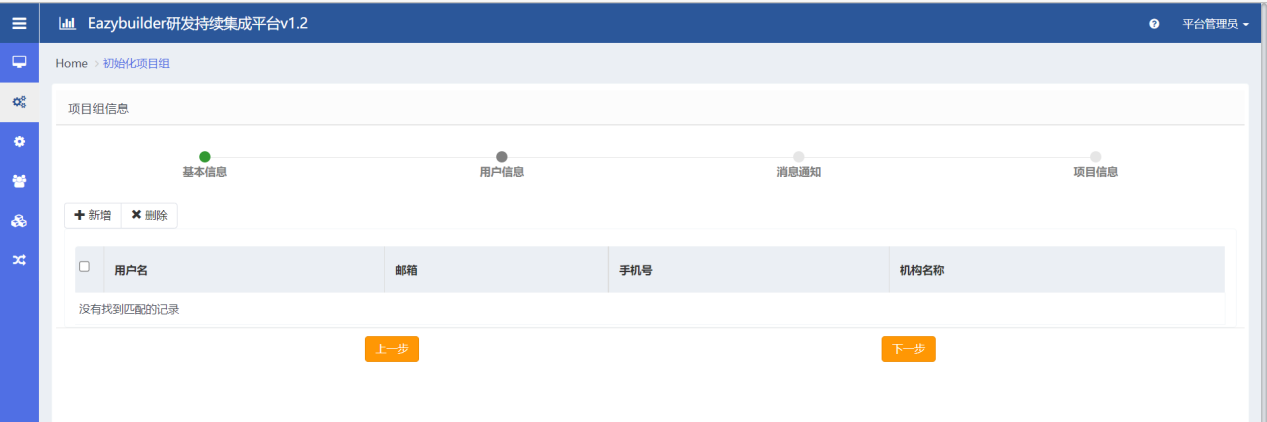 Eazybuilder研发持续集成平台v1.2
平台管理员
Home > 初始化项目组
项目组信息
基本信息 用户信息 消息通知 项目信息
新增 删除
用户名 邮箱 手机号 机构名称
没有找到匹配的记录
上一步 下一步